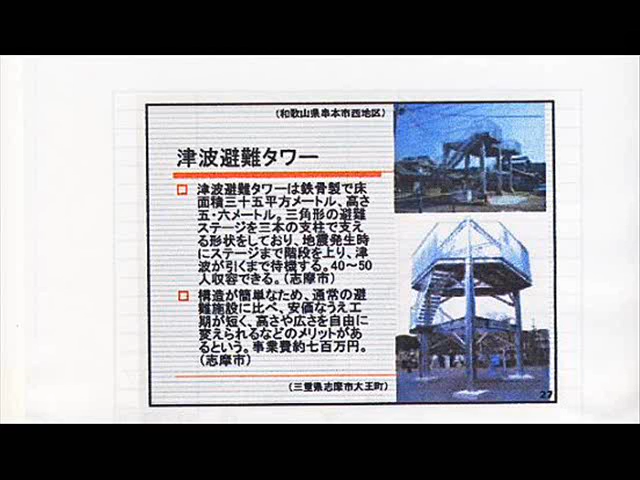 (和歌山県串本市西地区)
津波避難タワー
津波避難タワーは鉄骨製で床
面積三十五平方メートル、高さ
五・六メートル。三角形の避難
ステージを三本の支柱で支え
る形状をしており、地震発生時
にステージまで階段を上り、津
波が引くまで待機する。40～50
人収容できる。(志摩市)
構造が簡単なため、通常の避
難施設に比べ、安価なうえ工
期が短く、高さや広さを自由に
変えられるなどのメリットがあ
るという。事業費約七百万円。
(志摩市)
(三重県志摩市大王町)
27